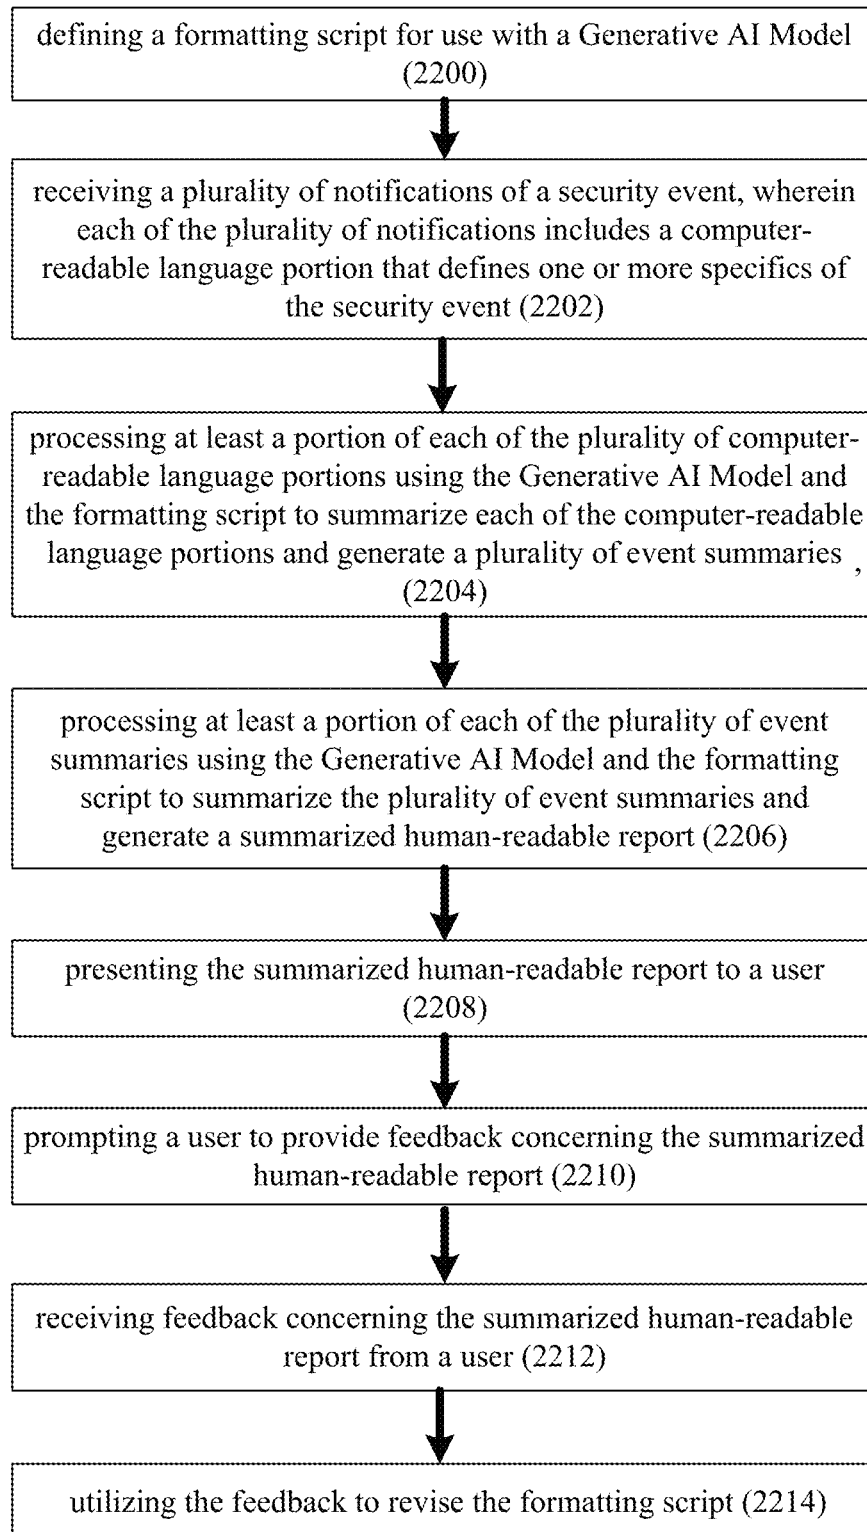 defining a formatting script for use with a Generative AI Model
(2200)
receiving a plurality of notifications of a security event, wherein
each of the plurality of notifications includes a computer-
readable language portion that defines one or more specifics of
the security event (2202)
processing at least a portion of each of the plurality of computer-
readable language portions using the Generative AI Model and
the formatting script to summarize each of the computer-readable
language portions and generate a plurality of event summaries ,
(2204)
processing at least a portion of each of the plurality of event
summaries using the Generative AI Model and the formatting
script to summarize the plurality of event summaries and
generate a summarized human-readable report (2206)
presenting the summarized human-readable report to a user
(2208)
prompting a user to provide feedback concerning the summarized
human-readable report (2210)
receiving feedback concerning the summarized human-readable
report from a user (2212)
utilizing the feedback to revise the formatting script (2214)